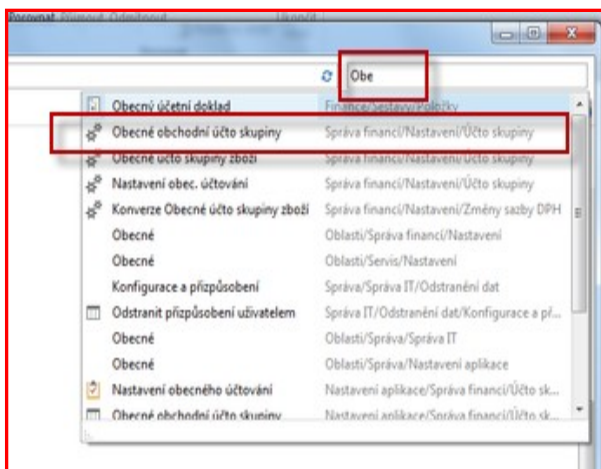 Porovnat Přijmout Odmítnout Ukončit
Obe
Obecný účetní doklad Finance/Sestavy/Položky
Obecné obchodní účto skupiny Správa financí/Nastavení/Účto skupiny
Obecné účto skupiny zboží Správa financí/Nastavení/Účto skupiny
Nastavení obec. účtování Správa financí/Nastavení/Účto skupiny
Konverze Obecné účto skupiny zboží Správa financí/Nastavení/Změny sazby DPH
Obecné Oblasti/Správa financí/Nastavení
Obecné Oblasti/Servis/Nastavení
Konfigurace a přizpůsobení Správa/Správa IT/Odstranění dat
Odstranit přizpůsobení uživatelem Správa IT/Odstranění dat/Konfigurace a př...
Obecné Oblasti/Správa/Správa IT
Obecné Oblasti/Správa/Nastavení aplikace
Nastavení obecného účtování Nastavení aplikace/Správa financí/Účto sk...
Obecné obchodní účto skupiny Nastavení aplikace/Správa financí/Účto sk...